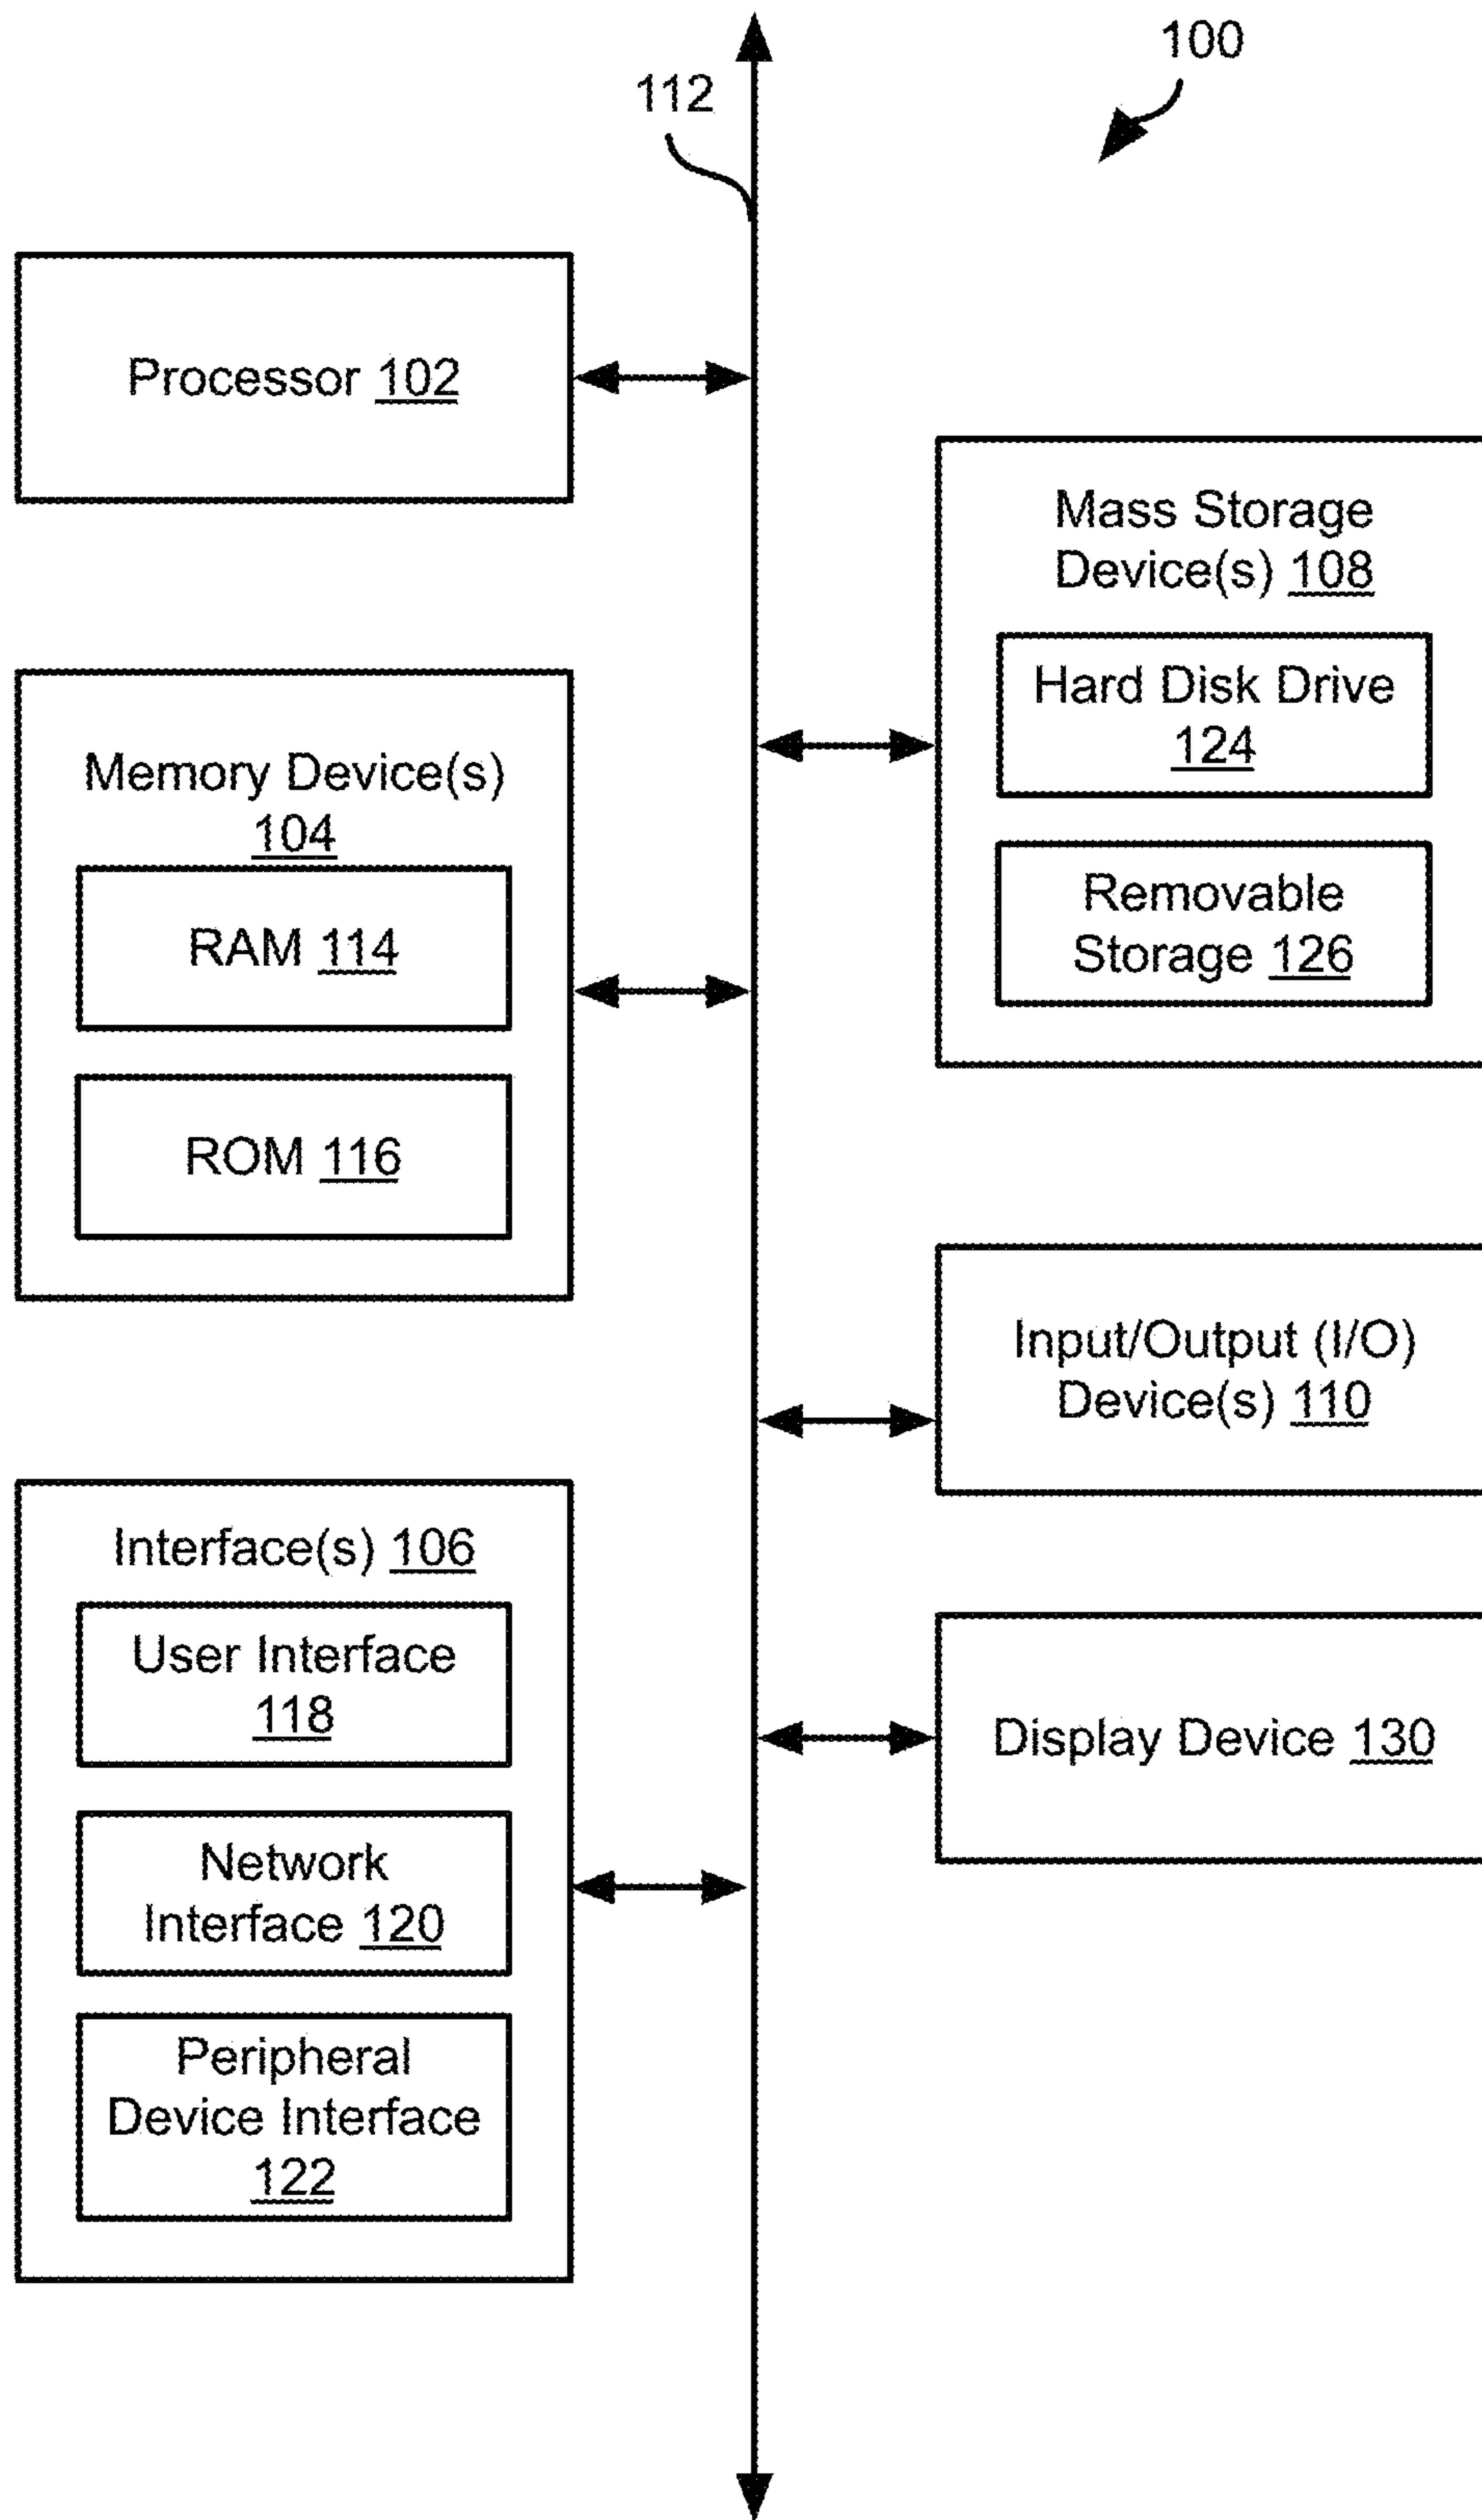 100
112
Processor 102
Mass Storage
Device(s) 108
Hard Disk Drive
124
Removable
Storage 126
Memory Device(s)
104
RAM 114
ROM 116
Input/Output (I/O)
Device(s) 110
Interface(s) 106
User Interface
118
Network
Interface 120
Peripheral
Device Interface
122
Display Device 130